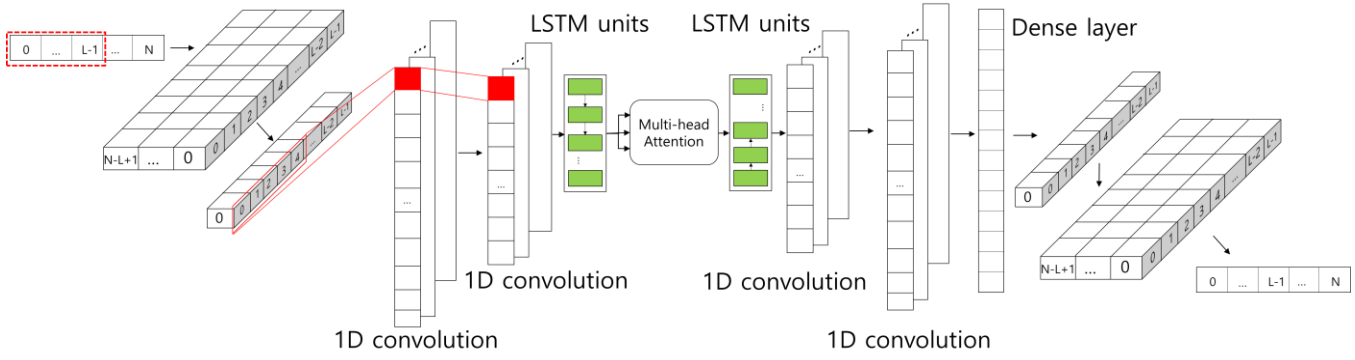 LSTM units
LSTM units
Dense layer
0 ... L-1 ... N
0 1 2 3 4 ... L-2 L-1
N-L+1 ... 0
0
0 1 2 3 4 ... L-2 L-1
...
...
...
Multi-head
Attention
...
...
...
0
0 1 2 3 4 ... L-2 L-1
N-L+1 ... 0
0 1 2 3 4 ... L-2 L-1
0 ... L-1 ... N
1D convolution
1D convolution
1D convolution
1D convolution